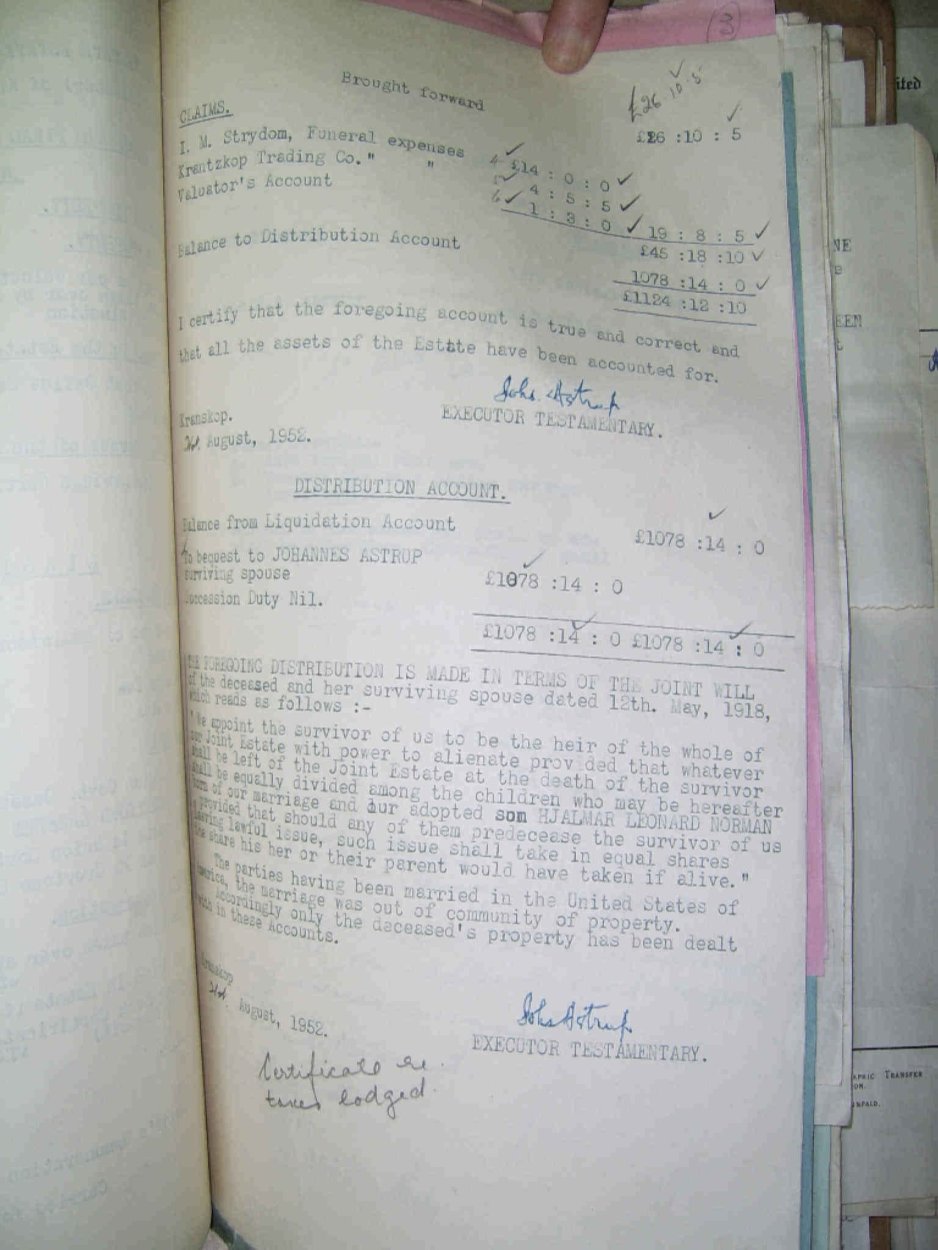 3
Brought forward
£26 10 5
£26 :10 : 5
CLAIMS.
I. M. Strydom, Funeral expenses 4 £14 : 0 : 0
Krantzkop Trading Co." " 4 : 5 : 5
Valuator's Account 6 1 : 3 : 0 19 : 8 : 5
£45 :18 :10
Balance to Distribution Account 1078 :14 : 0
£1124 :12 :10
I certify that the foregoing account is true and correct and
that all the assets of the Estate have been accounted for.
Johs. Astrup
EXECUTOR TESTAMENTARY.
Kranskop.
August, 1952.
DISTRIBUTION ACCOUNT.
Balance from Liquidation Account £1078 :14 : 0
To bequest to JOHANNES ASTRUP
surviving spouse £1078 :14 : 0
Succession Duty Nil.
£1078 :14 : 0 £1078 :14 : 0
THE FOREGOING DISTRIBUTION IS MADE IN TERMS OF THE JOINT WILL
of the deceased and her surviving spouse dated 12th. May, 1918,
which reads as follows :-
"We appoint the survivor of us to be the heir of the whole of
our Joint Estate with power to alienate prov ded that whatever
shall be left of the Joint Estate at the death of the survivor
shall be equally divided among the children who may be hereafter
born of our marriage and our adopted som HJALMAR LEONARD NORMAN
provided that should any of them predecease the survivor of us
leaving lawful issue, such issue shall take in equal shares
the share his her or their parent would have taken if alive."
The parties having been married in the United States of
America, the marriage was out of community of property.
Accordingly only the deceased's property has been dealt
with in these Accounts.
Kranskop
August, 1952.
Johs Astrup
EXECUTOR TESTAMENTARY.
Certificate re
taxes lodged.